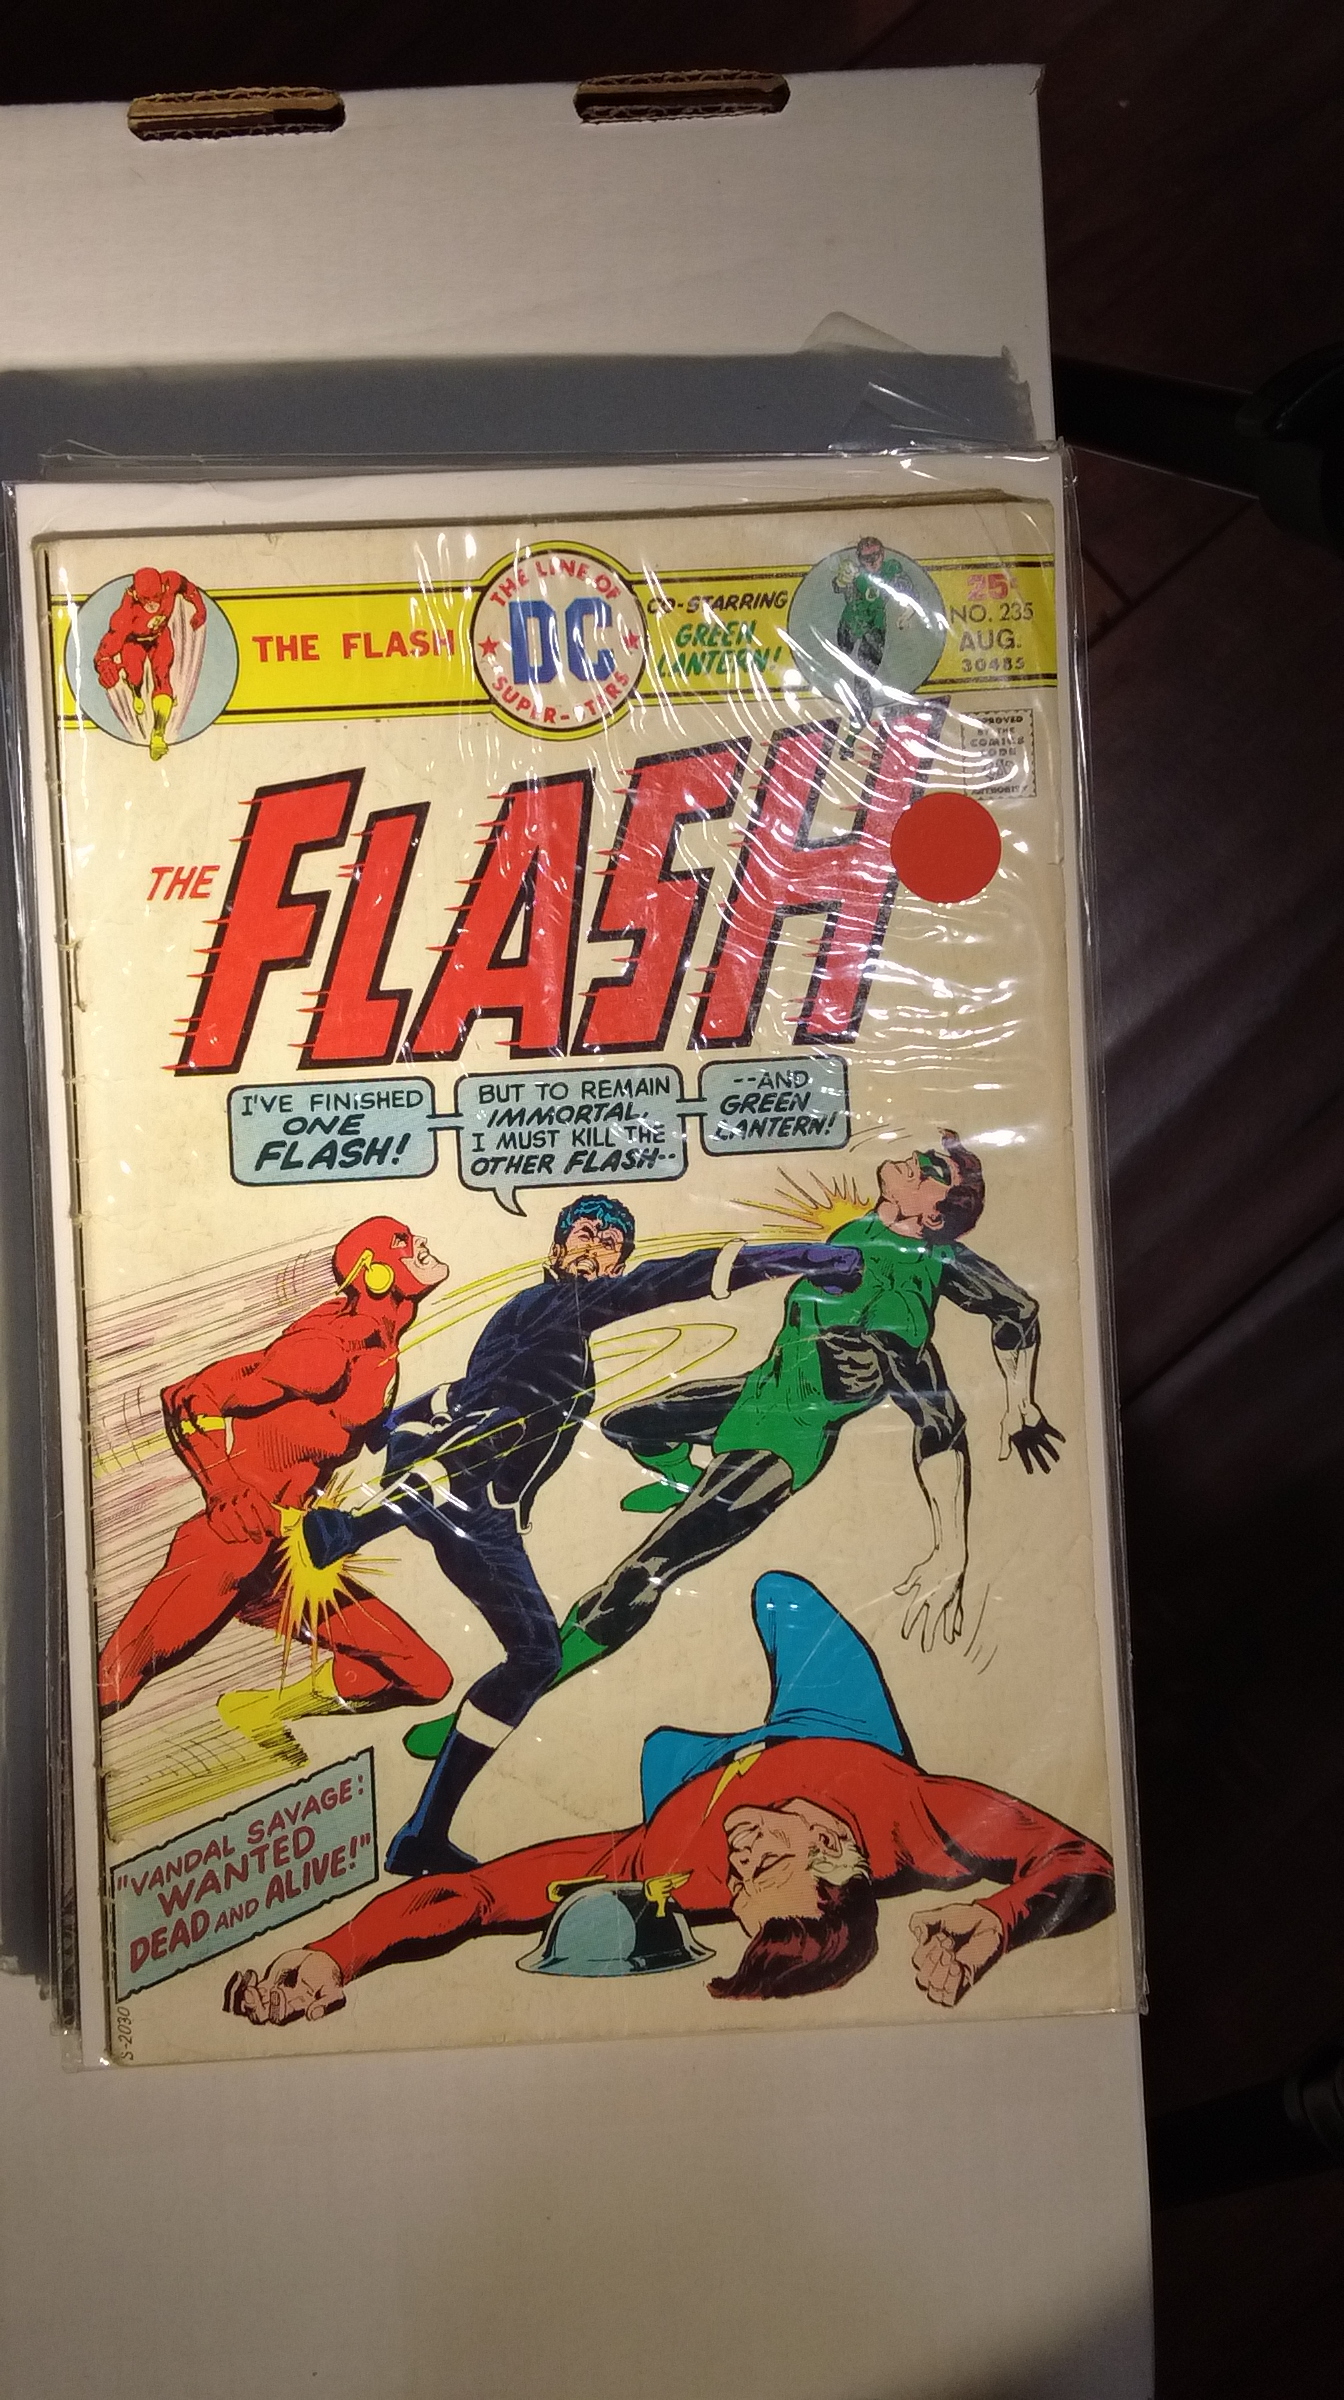 THE FLASH
THE LINE OF
DC
SUPER-STARS
CO-STARRING
GREEN
LANTERN!
25¢
NO. 235
AUG.
30485
APPROVED
BY THE
COMICS
CODE
AUTHORITY
THE
FLASH
I'VE FINISHED
ONE
FLASH!
BUT TO REMAIN
IMMORTAL,
I MUST KILL THE
OTHER FLASH--
--AND
GREEN
LANTERN!
"VANDAL SAVAGE:
WANTED
DEAD AND ALIVE!"
S-2030